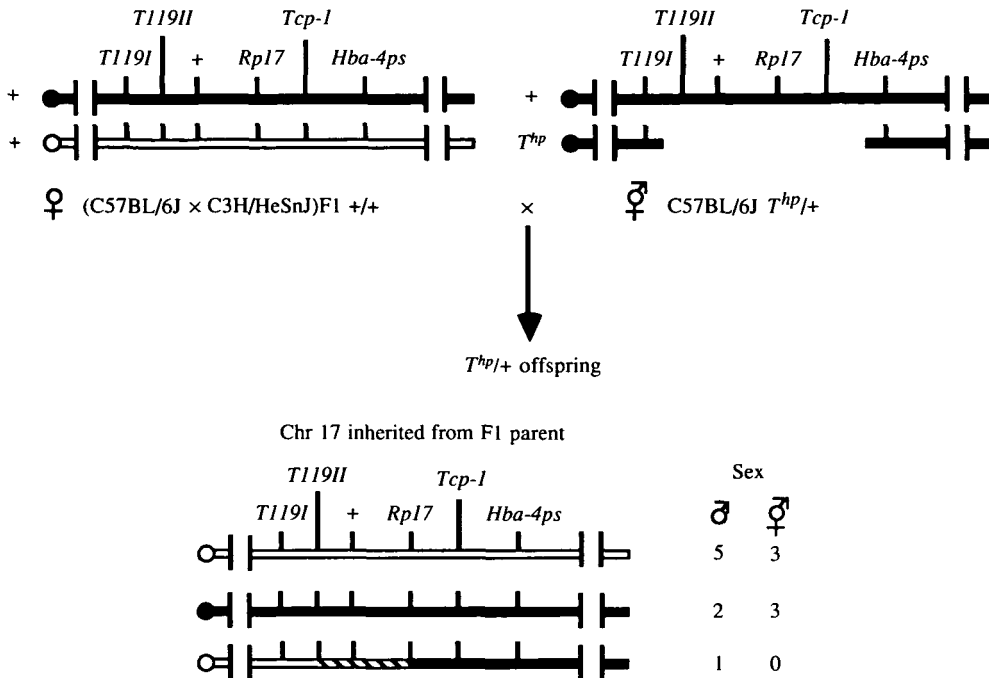 T119II Tcp-1 T119II Tcp-1
T119I + Rp17 Hba-4ps T119I + Rp17 Hba-4ps
+ +
+ T^hp
♀ (C57BL/6J × C3H/HeSnJ)F1 +/+ × ⚥ C57BL/6J T^hp/+
T^hp/+ offspring
Chr 17 inherited from F1 parent
T119II Tcp-1 Sex
T119I + Rp17 Hba-4ps ♂ ⚥
5 3
2 3
1 0